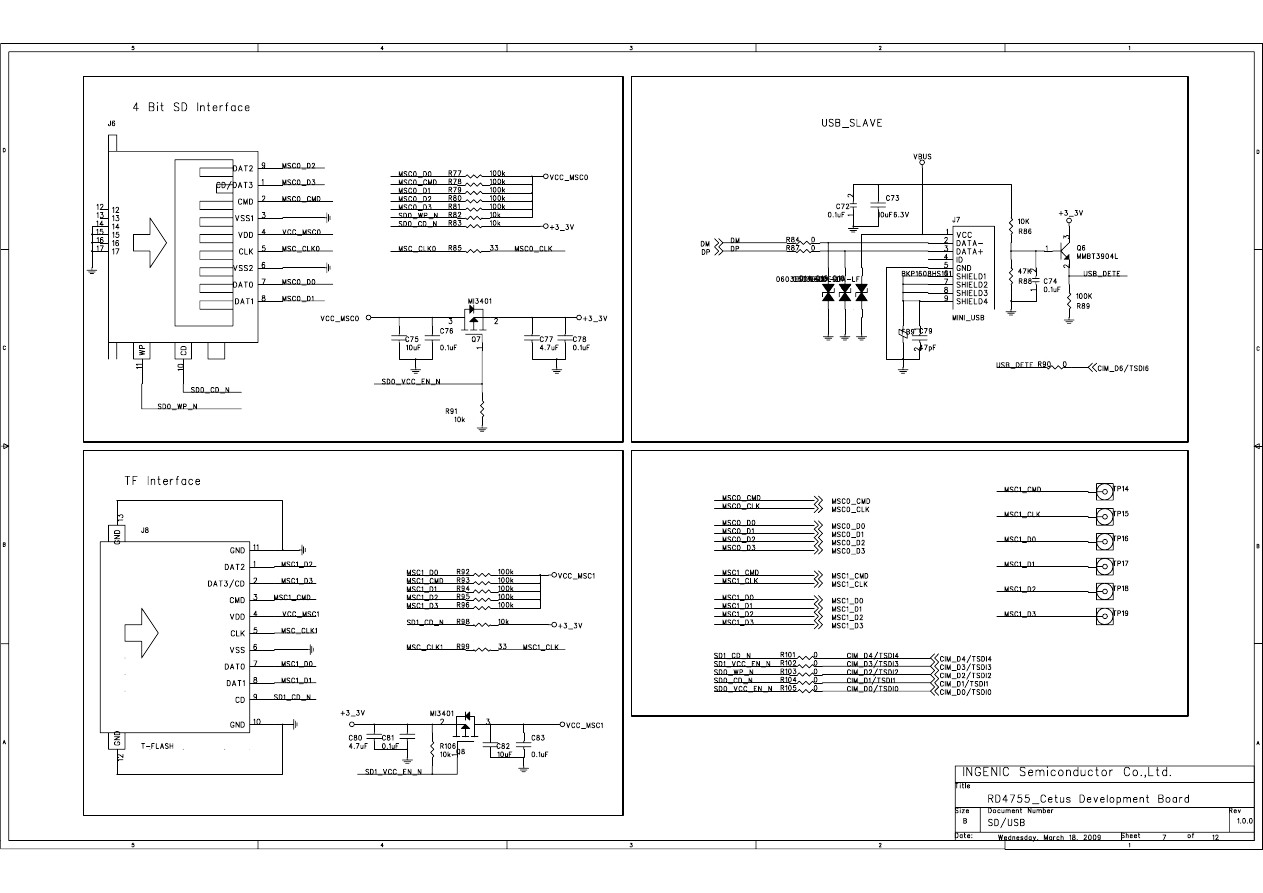 5 4 3 2 1
4 Bit SD Interface
J6
DAT2 9 MSC0_D2
CD/DAT3 1 MSC0_D3
CMD 2 MSC0_CMD
VSS1 3
VDD 4 VCC_MSC0
CLK 5 MSC_CLK0
VSS2 6
DAT0 7 MSC0_D0
DAT1 8 MSC0_D1
12 12
13 13
14 14
15 15
16 16
17 17
WP CD
11 10
SD0_CD_N
SD0_WP_N
MSC0_D0 R77 100k
MSC0_CMD R78 100k
MSC0_D1 R79 100k
MSC0_D2 R80 100k
MSC0_D3 R81 100k
SD0_WP_N R82 10k
SD0_CD_N R83 10k
VCC_MSC0
+3_3V
MSC_CLK0 R85 33 MSC0_CLK
MI3401
VCC_MSC0 3 2 +3_3V
C75 10uF
C76 0.1uF
Q7
1
C77 4.7uF
C78 0.1uF
SD0_VCC_EN_N
R91
10k
USB_SLAVE
VBUS
C72 0.1uF
2
1
C73
10uF6.3V
J7
DM DM R84 0
DP DP R87 0
1 VCC
2 DATA-
3 DATA+
4 ID
5 GND
SHIELD1
7 SHIELD2
8 SHIELD3
9 SHIELD4
MINI_USB
C79
47pF
2
10K
R86
47K
R88
C74
0.1uF
1
+3_3V
3
1
2
Q6
MMBT3904L
USB_DETE
100K
R89
USB_DETE R90 0 CIM_D6/TSDI6
TF Interface
J8
13
GND
GND 11
DAT2 1 MSC1_D2
DAT3/CD 2 MSC1_D3
CMD 3 MSC1_CMD
VDD 4 VCC_MSC1
CLK 5 MSC_CLK1
VSS 6
DAT0 7 MSC1_D0
DAT1 8 MSC1_D1
CD 9 SD1_CD_N
GND 10
GND
12
T-FLASH
MSC1_D0 R92 100k
MSC1_CMD R93 100k
MSC1_D1 R94 100k
MSC1_D2 R95 100k
MSC1_D3 R96 100k
VCC_MSC1
SD1_CD_N R98 10k +3_3V
MSC_CLK1 R99 33 MSC1_CLK
+3_3V
MI3401
2 3 VCC_MSC1
C80 4.7uF
C81 0.1uF
R106
10k
1
Q8
C82
10uF
C83
0.1uF
SD1_VCC_EN_N
MSC0_CMD MSC0_CMD
MSC0_CLK MSC0_CLK
MSC0_D0 MSC0_D0
MSC0_D1 MSC0_D1
MSC0_D2 MSC0_D2
MSC0_D3 MSC0_D3
MSC1_CMD MSC1_CMD
MSC1_CLK MSC1_CLK
MSC1_D0 MSC1_D0
MSC1_D1 MSC1_D1
MSC1_D2 MSC1_D2
MSC1_D3 MSC1_D3
SD1_CD_N R101 0 CIM_D4/TSDI4 CIM_D4/TSDI4
SD1_VCC_EN_N R102 0 CIM_D3/TSDI3 CIM_D3/TSDI3
SD0_WP_N R103 0 CIM_D2/TSDI2 CIM_D2/TSDI2
SD0_CD_N R104 0 CIM_D1/TSDI1 CIM_D1/TSDI1
SD0_VCC_EN_N R105 0 CIM_D0/TSDI0 CIM_D0/TSDI0
MSC1_CMD TP14
MSC1_CLK TP15
MSC1_D0 TP16
MSC1_D1 TP17
MSC1_D2 TP18
MSC1_D3 TP19
D D
C C
B B
A A
INGENIC Semiconductor Co.,Ltd.
Title
RD4755_Cetus Development Board
Size Document Number Rev
B SD/USB 1.0.0
Date: Wednesday, March 18, 2009 Sheet 7 of 12
5 4 3 2 1